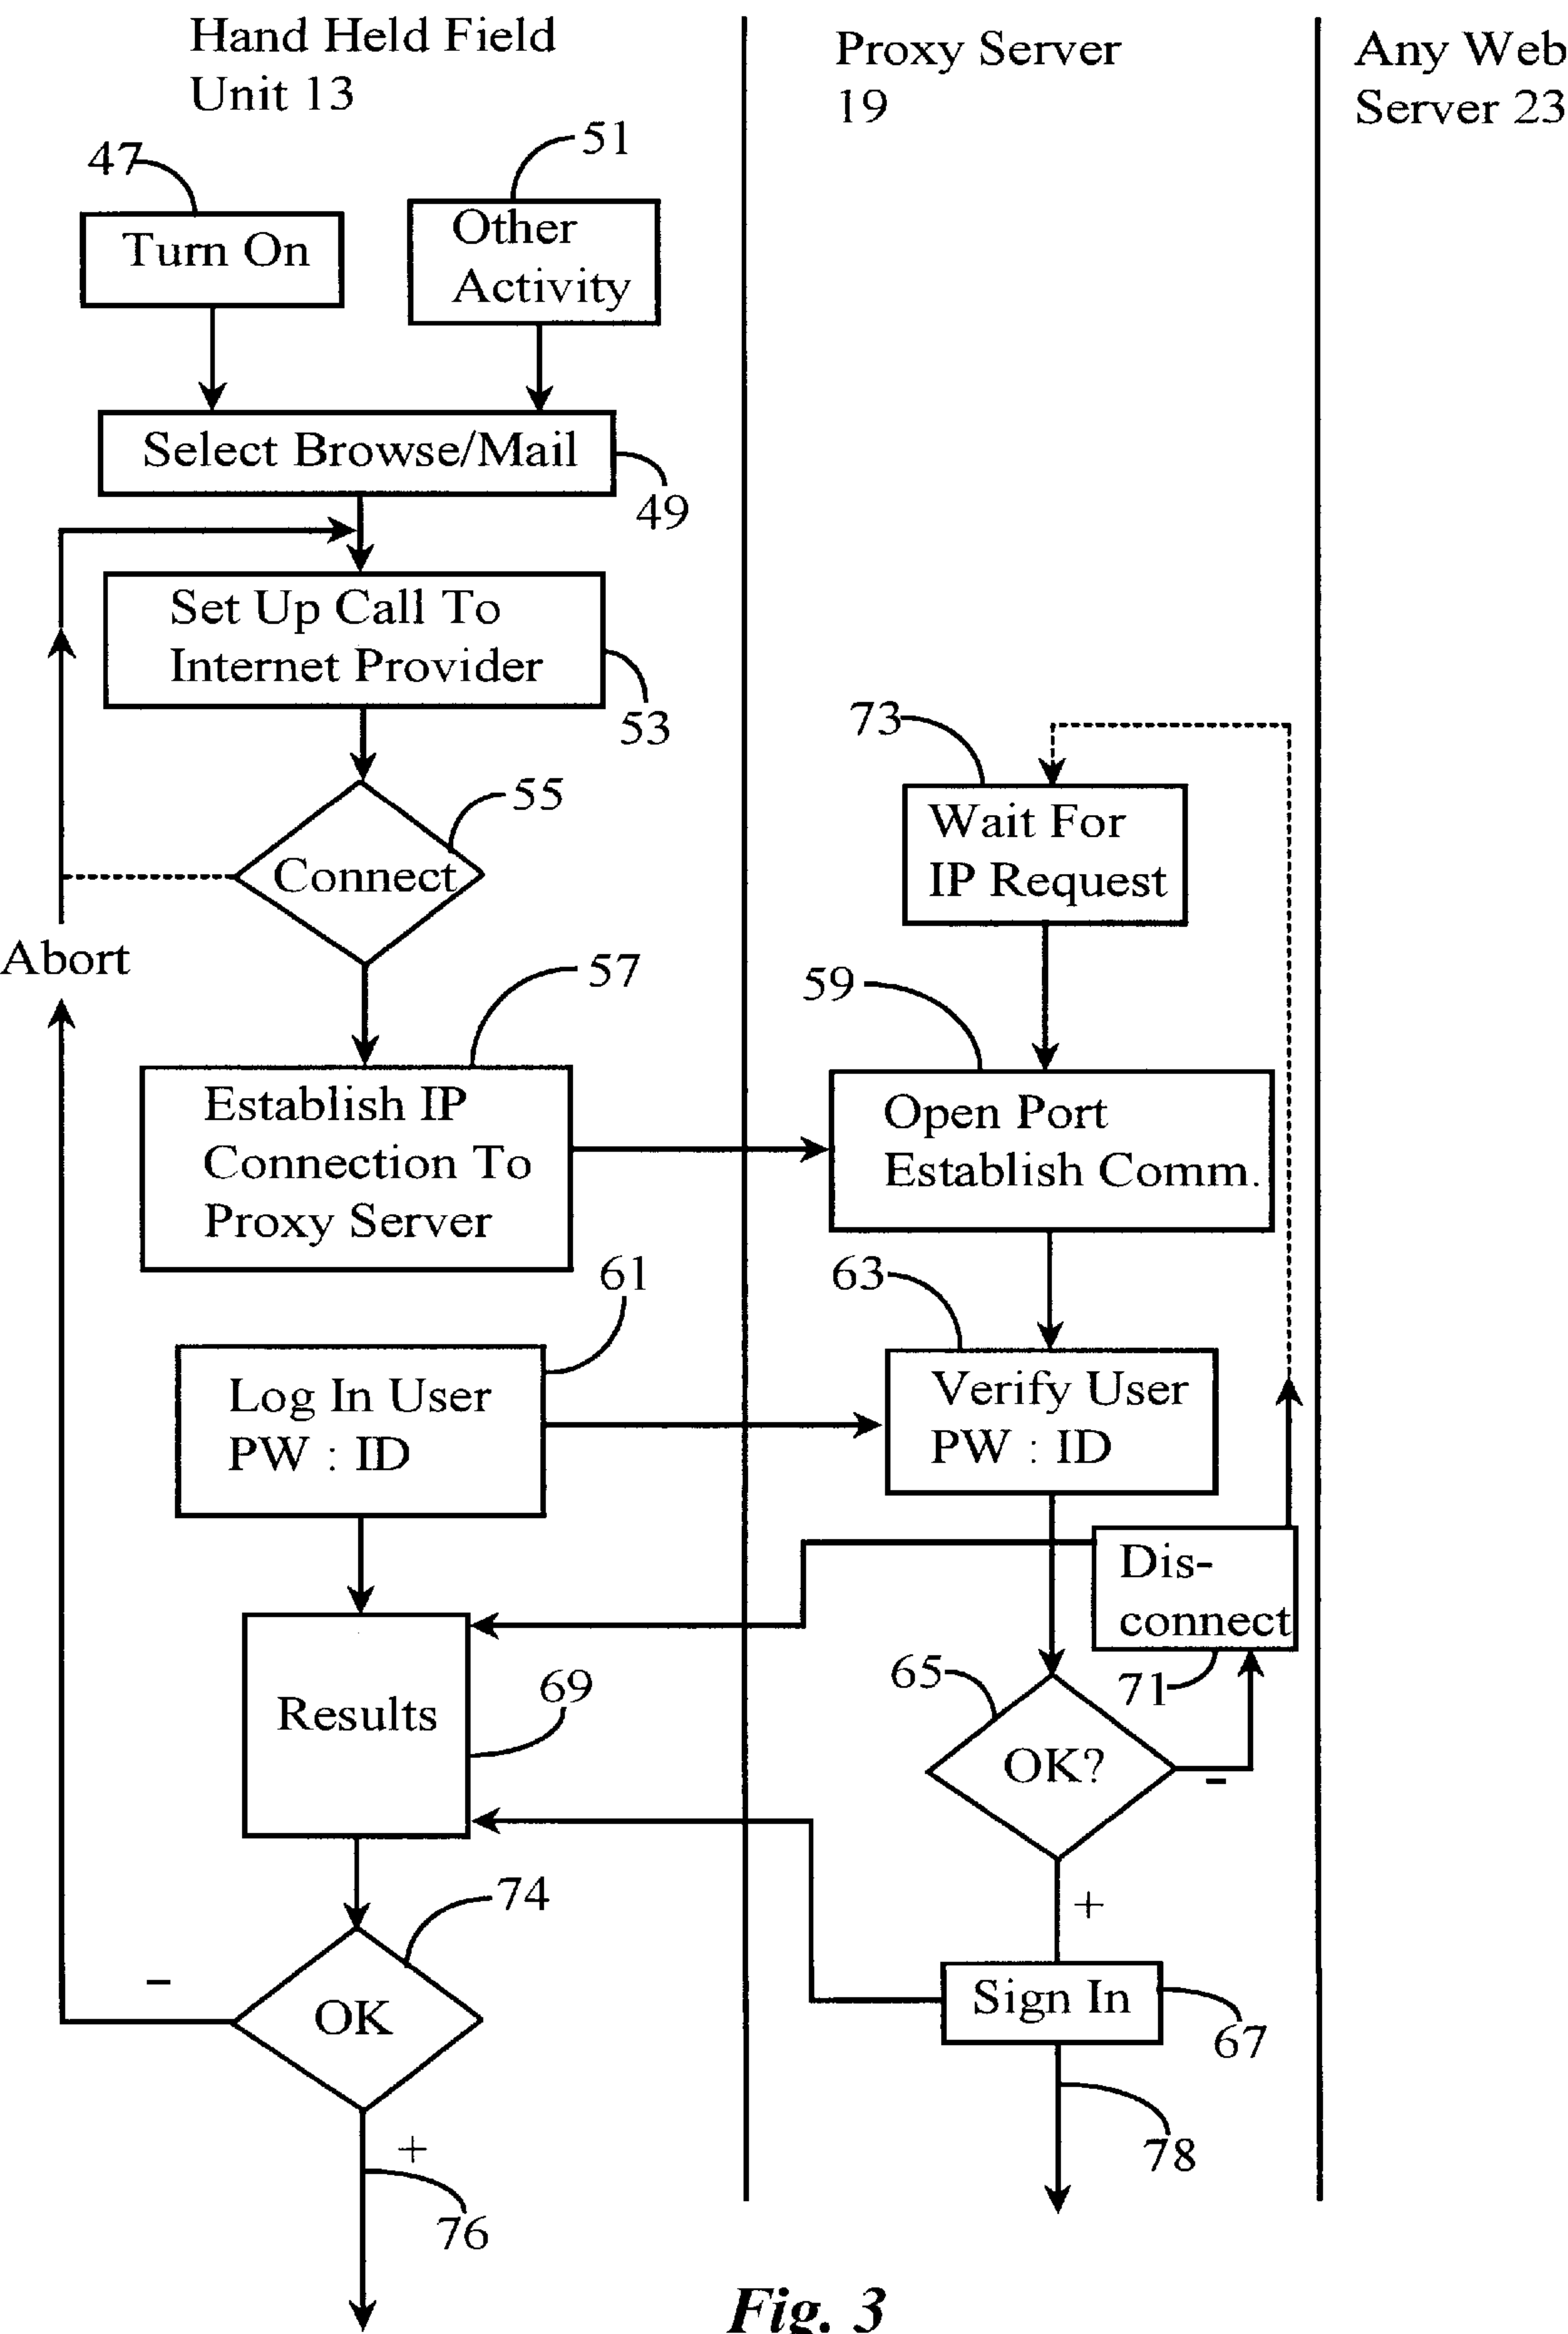 Hand Held Field
Unit 13
Proxy Server
19
Any Web
Server 23
47
51
Turn On
Other
Activity
Select Browse/Mail
49
Set Up Call To
Internet Provider
53
73
55
Wait For
IP Request
Connect
Abort
57
59
Establish IP
Connection To
Proxy Server
Open Port
Establish Comm.
61
63
Log In User
PW : ID
Verify User
PW : ID
Dis-
connect
71
65
69
Results
OK?
-
+
74
Sign In
67
-
OK
78
+
76
Fig. 3